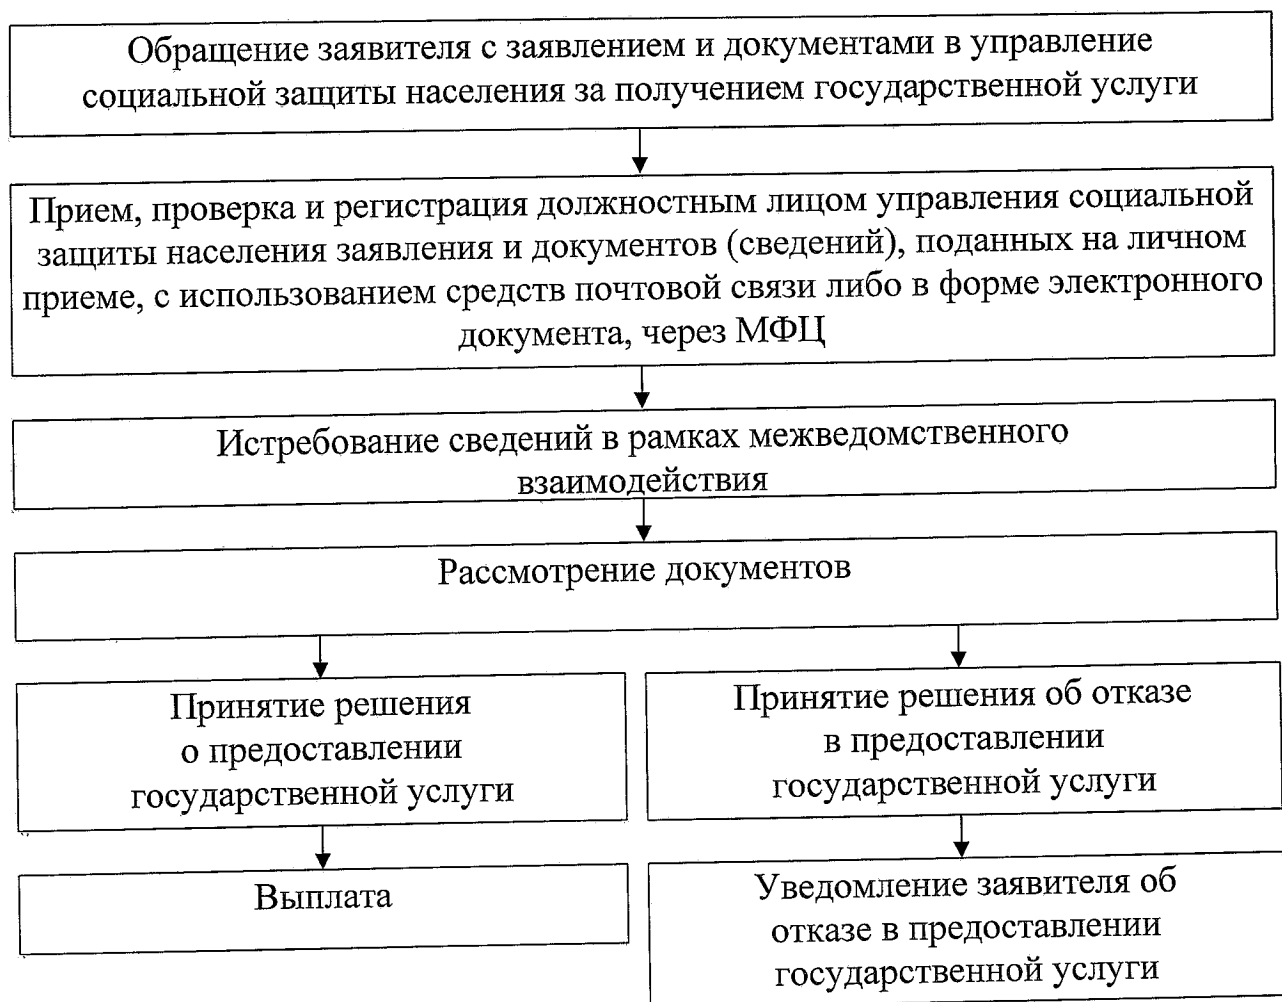 Обращение заявителя с заявлением и документами в управление
социальной защиты населения за получением государственной услуги
Прием, проверка и регистрация должностным лицом управления социальной
защиты населения заявления и документов (сведений), поданных на личном
приеме, с использованием средств почтовой связи либо в форме электронного
документа, через МФЦ
Истребование сведений в рамках межведомственного
взаимодействия
Рассмотрение документов
Принятие решения
о предоставлении
государственной услуги
Принятие решения об отказе
в предоставлении
государственной услуги
Выплата
Уведомление заявителя об
отказе в предоставлении
государственной услуги